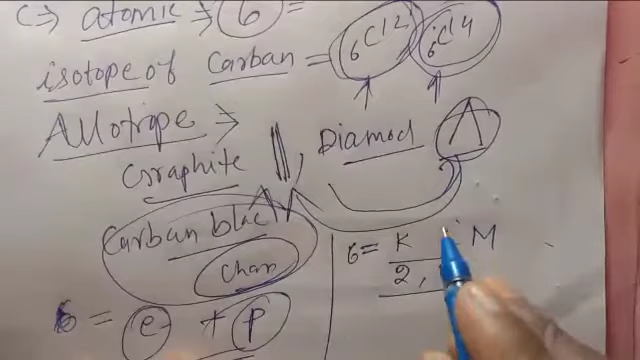 C => atomic => 6 =
isotope of Carban = 6C12 6C14
Allotrope =>
Graphite , Diamod
Carban blac
Char
6 = K M
2,
6 = e + p